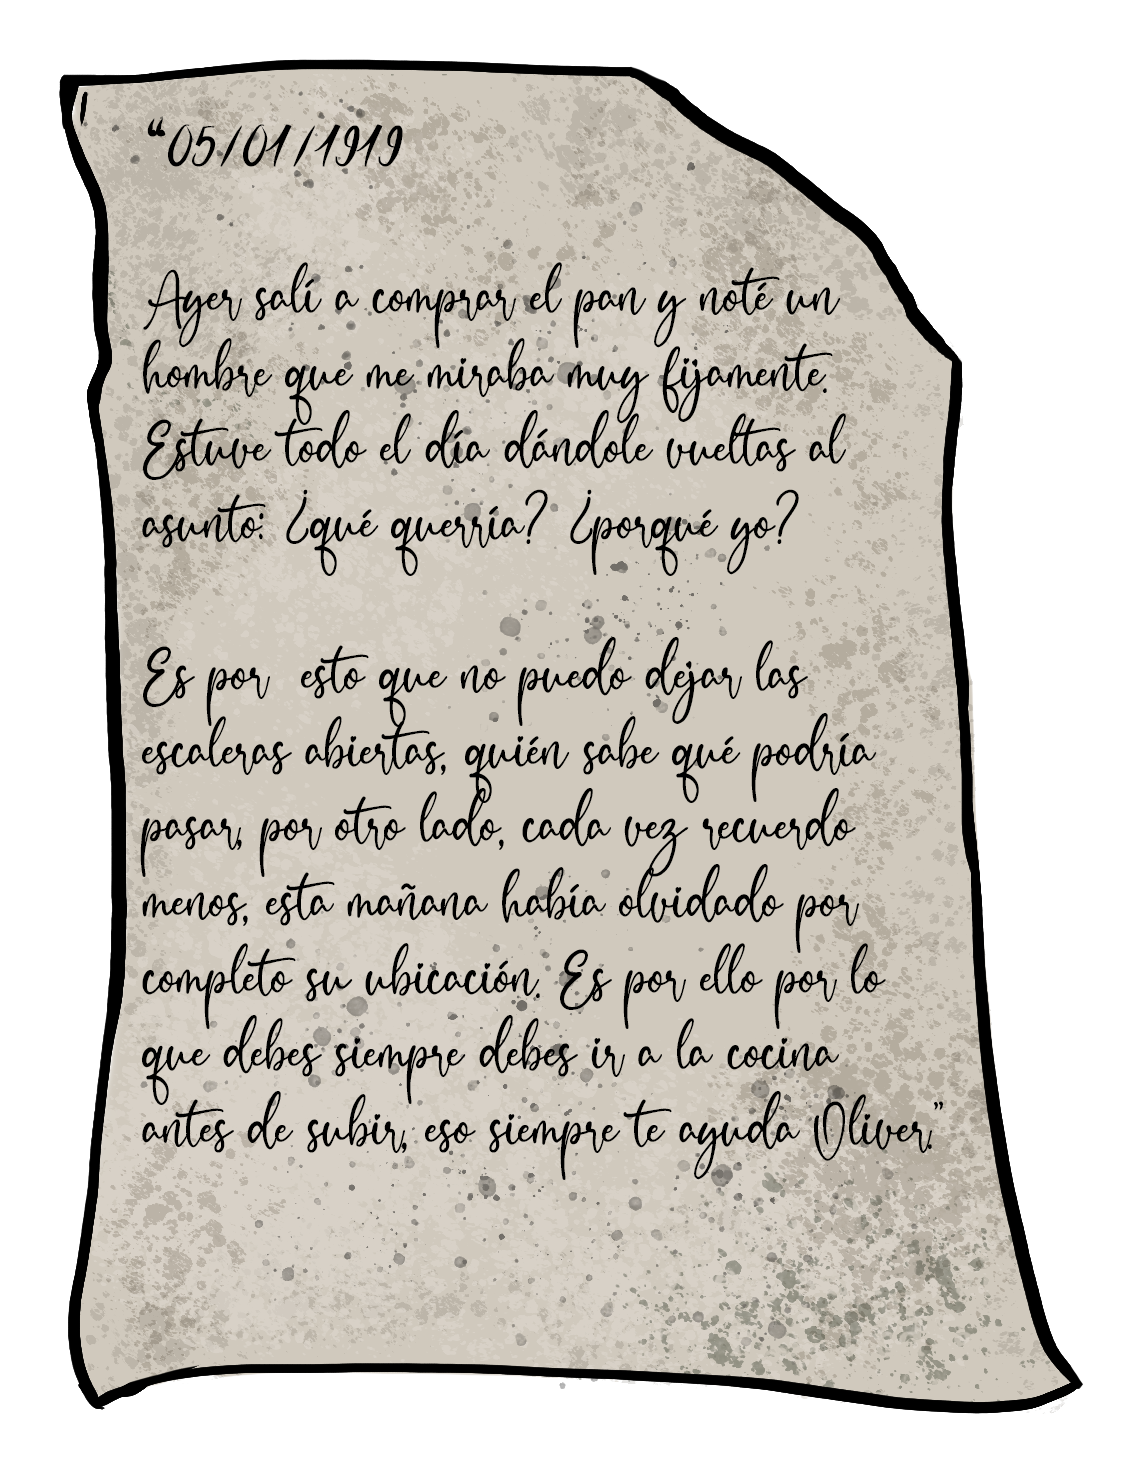 “05/01/1919
Ayer salí a comprar el pan y noté un
hombre que me miraba muy fijamente.
Estuve todo el día dándole vueltas al
asunto: ¿qué querría? ¿porqué yo?
Es por esto que no puedo dejar las
escaleras abiertas, quién sabe qué podría
pasar, por otro lado, cada vez recuerdo
menos, esta mañana había olvidado por
completo su ubicación. Es por ello por lo
que debes siempre debes ir a la cocina
antes de subir, eso siempre te ayuda Oliver.”